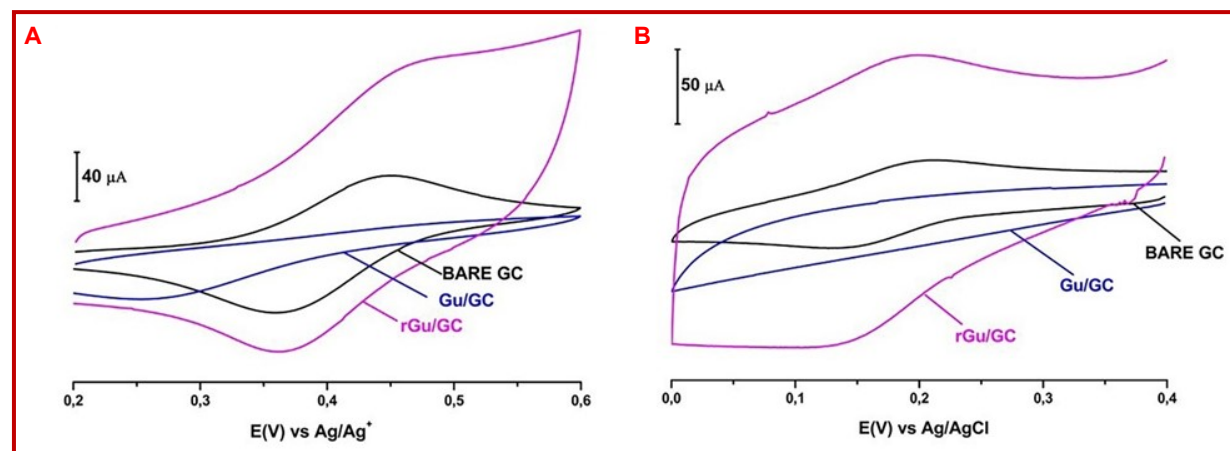 A
40 μA
BARE GC
Gu/GC
rGu/GC
0,2 0,3 0,4 0,5 0,6
E(V) vs Ag/Ag⁺
B
50 μA
BARE GC
Gu/GC
rGu/GC
0,0 0,1 0,2 0,3 0,4
E(V) vs Ag/AgCl